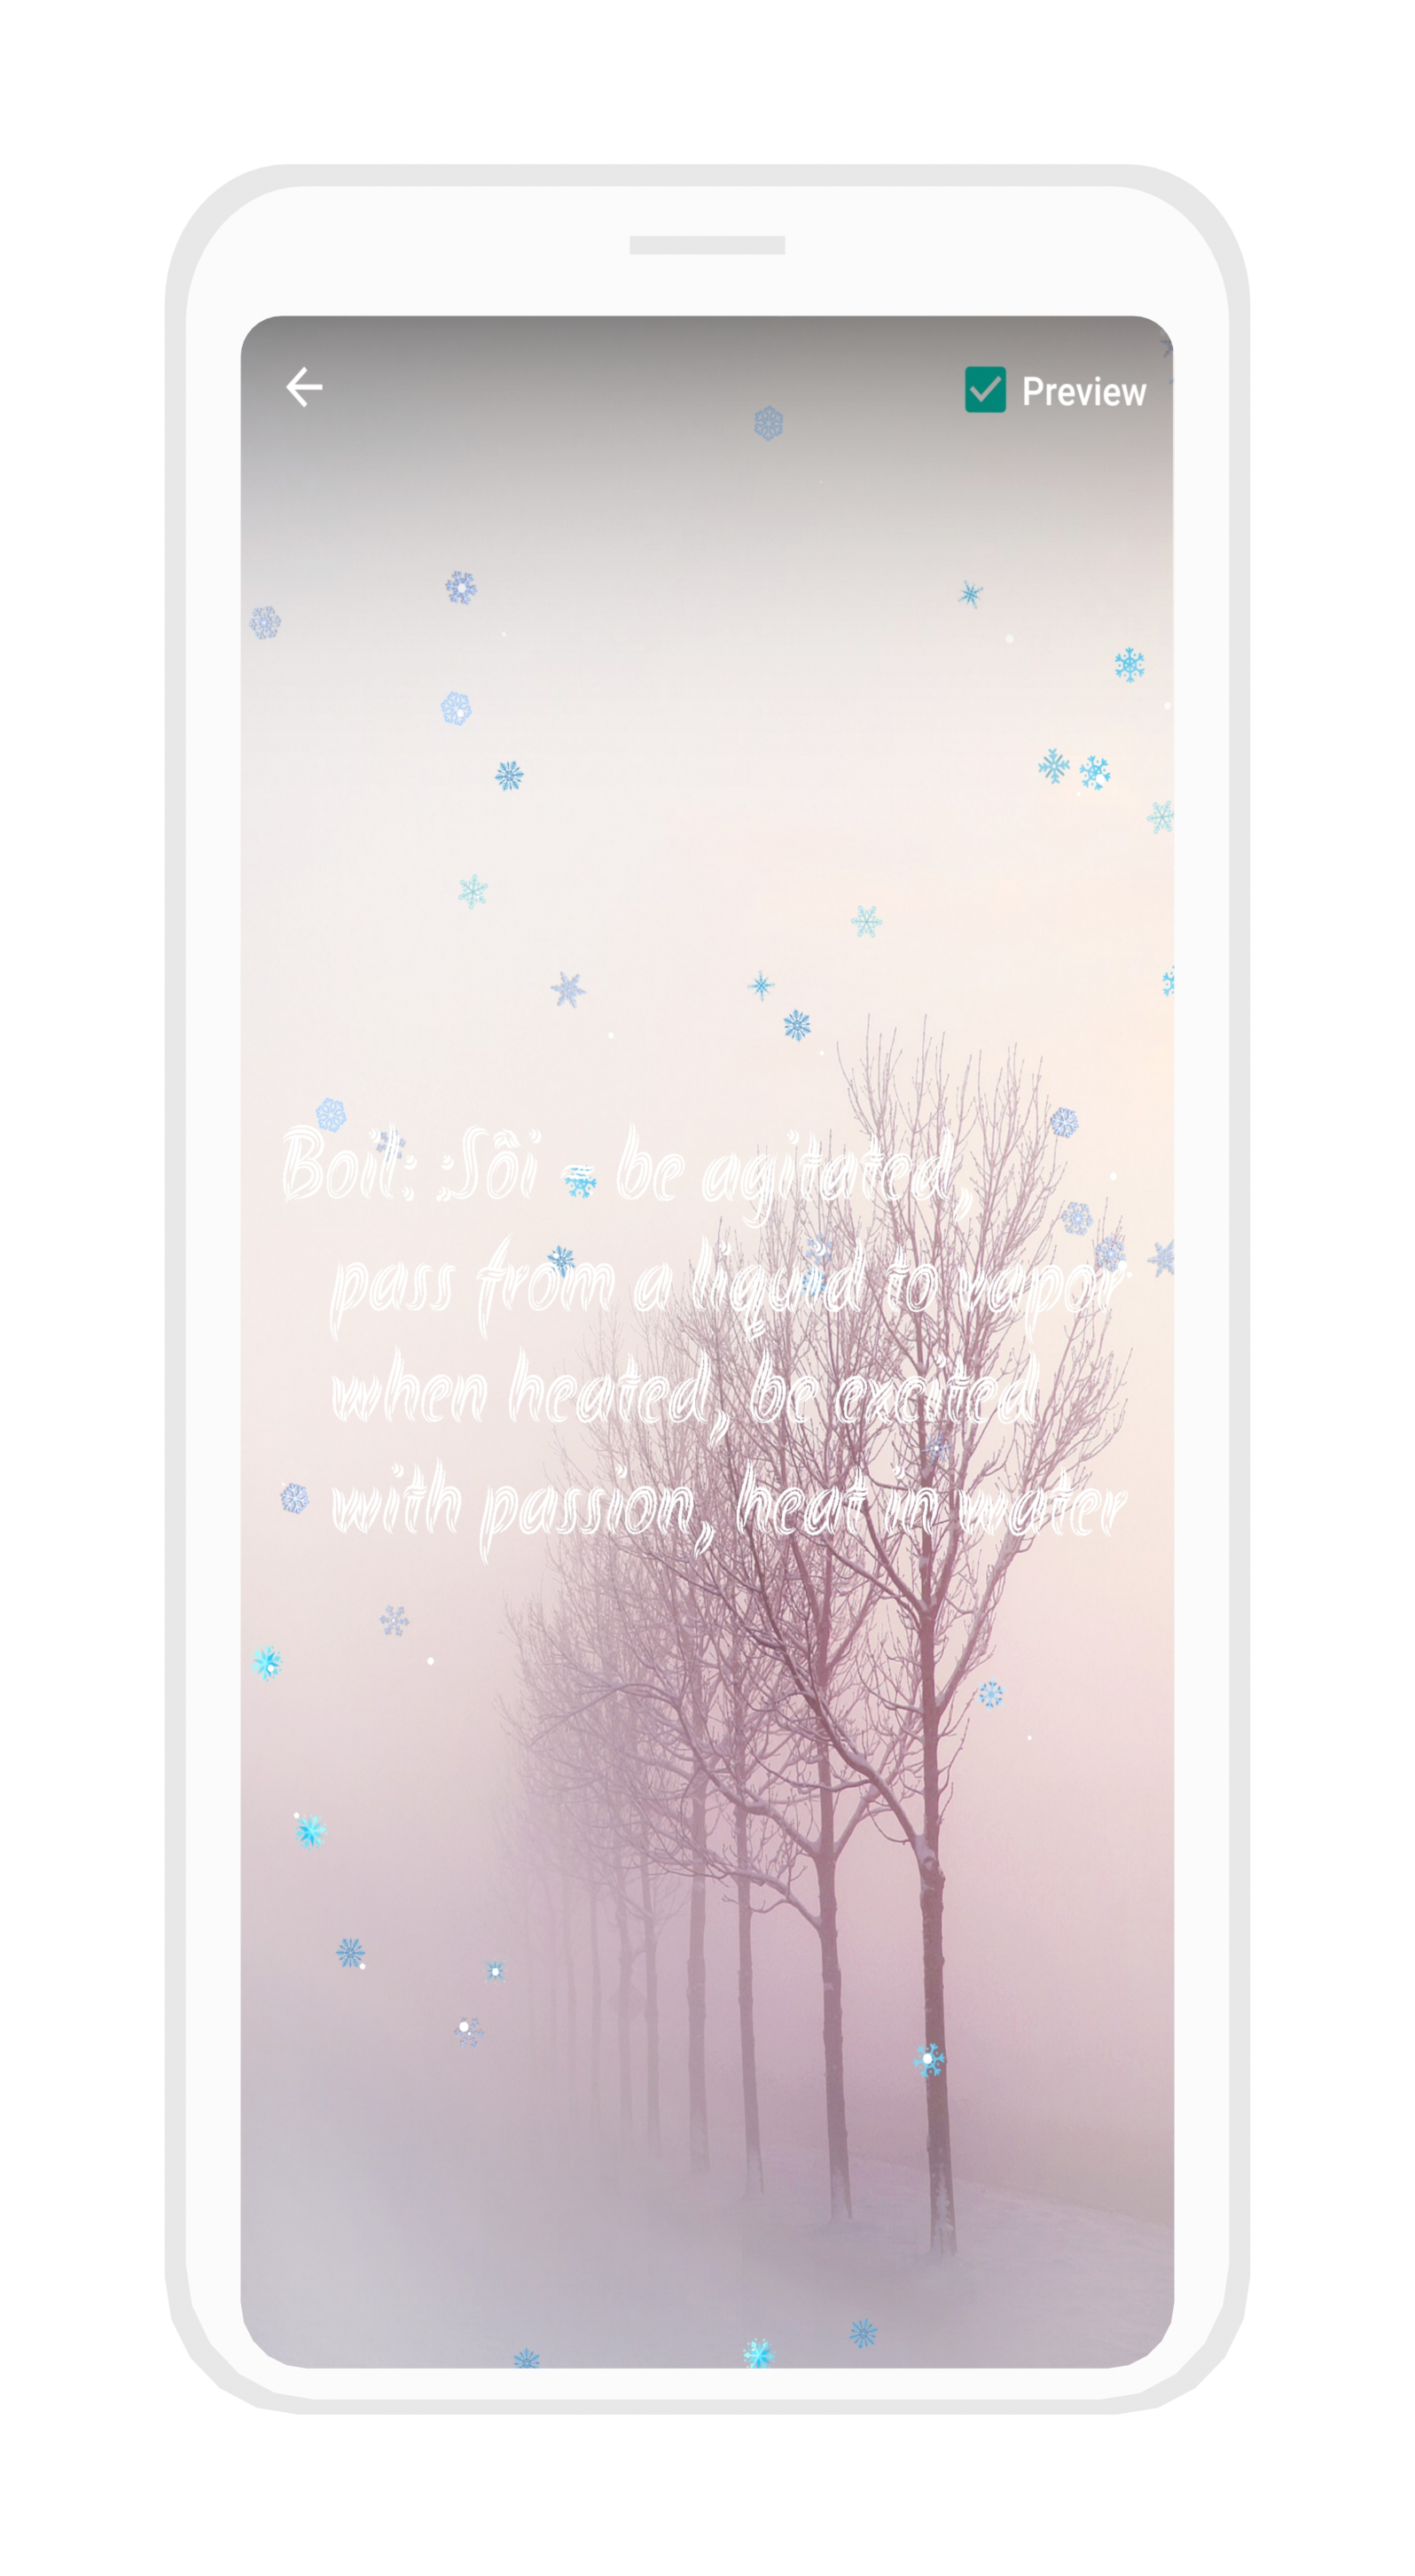 Preview
Boil: :Sôi - be agitated,
pass from a liquid to vapor
when heated, be excited
with passion, heat in water